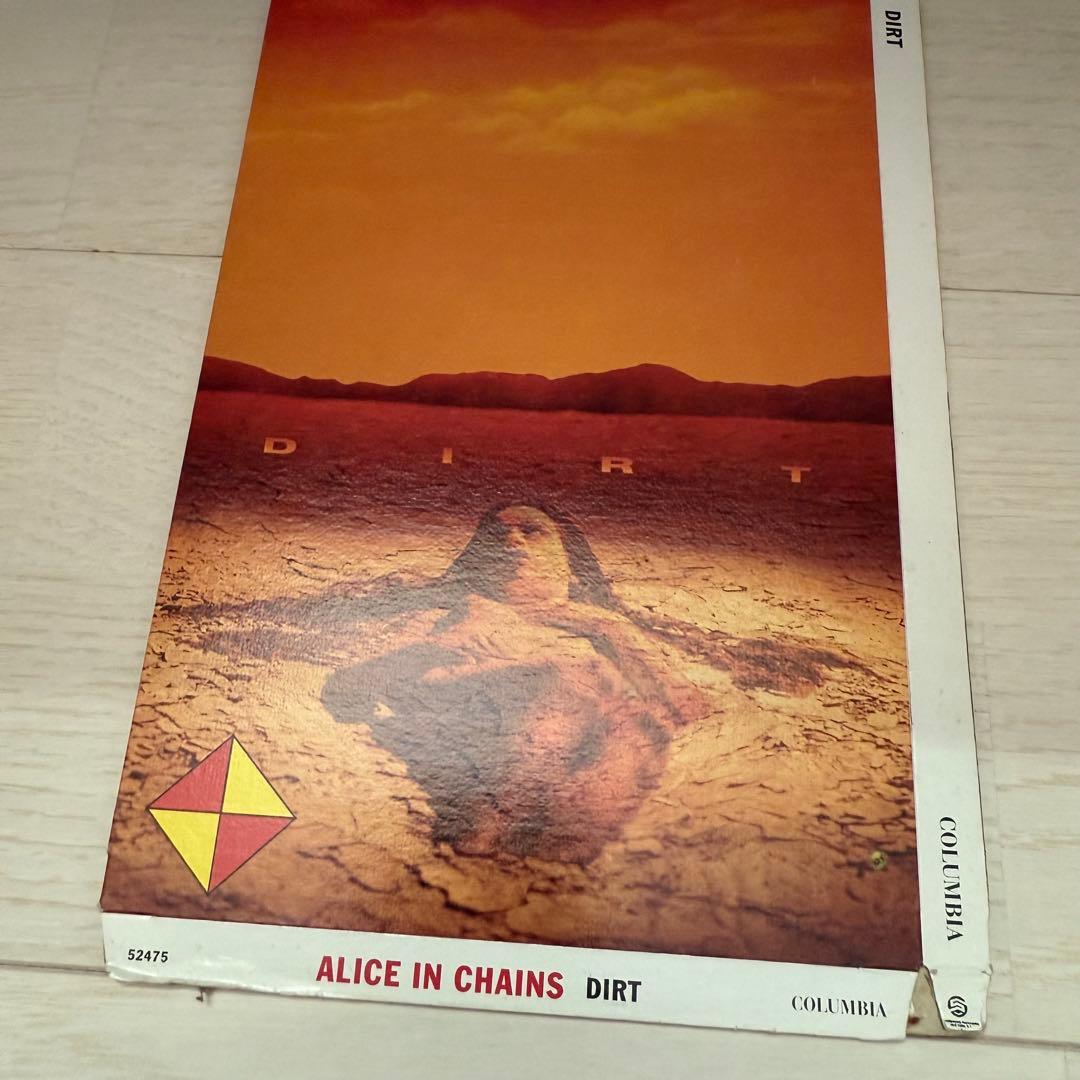 DIRT
D I R T
COLUMBIA
52475
ALICE IN CHAINS DIRT
COLUMBIA